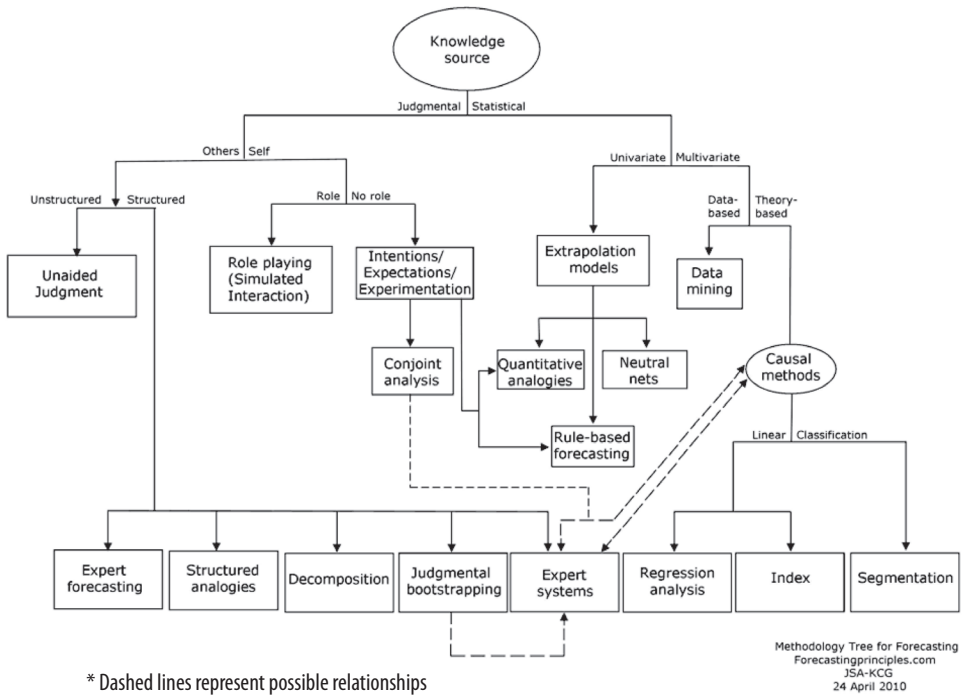 Knowledge
source
Judgmental Statistical
Others Self
Univariate Multivariate
Unstructured Structured
Role No role
Data-
based
Theory-
based
Unaided
Judgment
Role playing
(Simulated
Interaction)
Intentions/
Expectations/
Experimentation
Extrapolation
models
Data
mining
Conjoint
analysis
Quantitative
analogies
Neutral
nets
Causal
methods
Rule-based
forecasting
Linear Classification
Expert
forecasting
Structured
analogies
Decomposition
Judgmental
bootstrapping
Expert
systems
Regression
analysis
Index
Segmentation
Methodology Tree for Forecasting
Forecastingprinciples.com
JSA-KCG
24 April 2010
* Dashed lines represent possible relationships